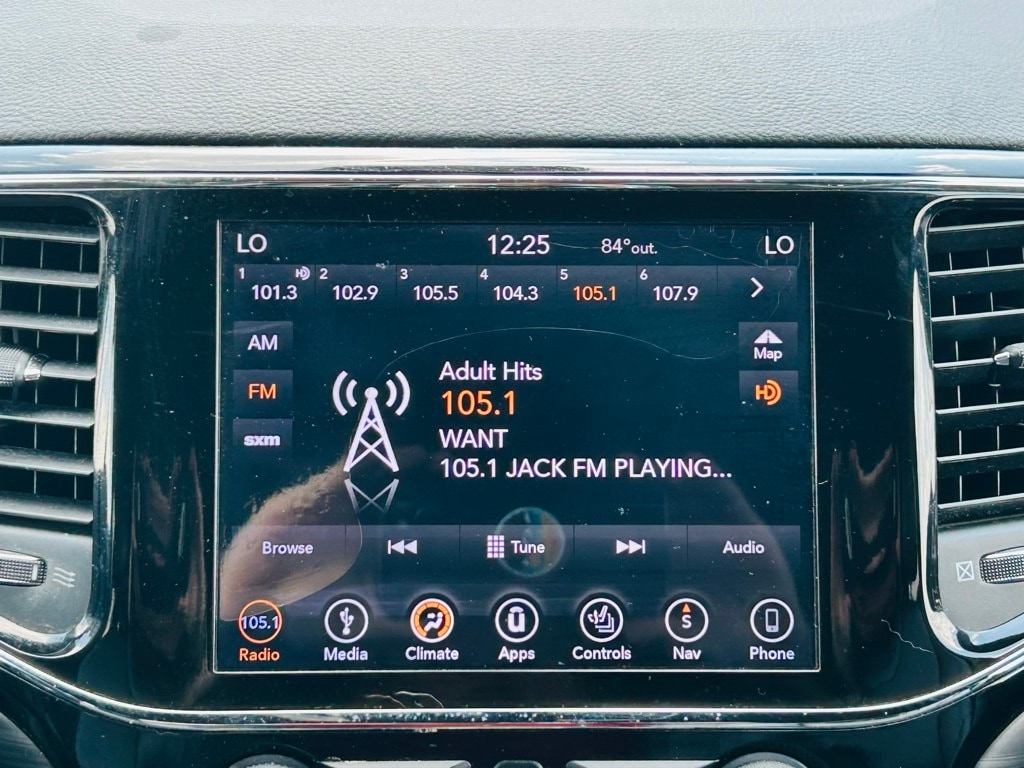 LO 12:25 84°out. LO
1 HD 2 3 4 5 6
101.3 102.9 105.5 104.3 105.1 107.9
AM
FM
sxm
Map
HD
Adult Hits
105.1
WANT
105.1 JACK FM PLAYING...
Browse Tune Audio
105.1 S
Radio Media Climate Apps Controls Nav Phone